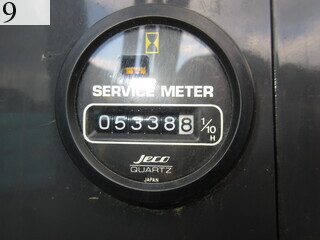 9
SERVICE METER
053388 1/10
H
Jeco
QUARTZ
JAPAN